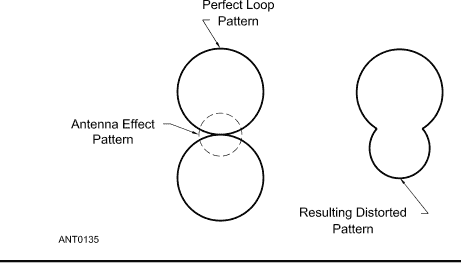 Perfect Loop
Pattern
Antenna Effect
Pattern
Resulting Distorted
Pattern
ANT0135